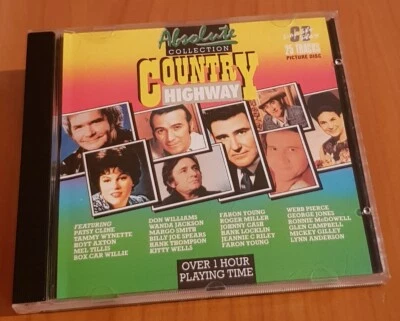 Absolute
COLLECTION
COUNTRY
HIGHWAY
CD
25 TRACKS
PICTURE DISC
FEATURING
PATSY CLINE
TAMMY WYNETTE
HOYT AXTON
MEL TILLIS
BOX CAR WILLIE
DON WILLIAMS
WANDA JACKSON
MARGO SMITH
BILLY JOE SPEARS
HANK THOMPSON
KITTY WELLS
FARON YOUNG
ROGER MILLER
JOHNNY CASH
HANK LOCKLIN
JEANNIE C RILEY
FARON YOUNG
WEBB PIERCE
GEORGE JONES
RONNIE McDOWELL
GLEN CAMPBELL
MICKEY GILLEY
LYNN ANDERSON
OVER 1 HOUR
PLAYING TIME